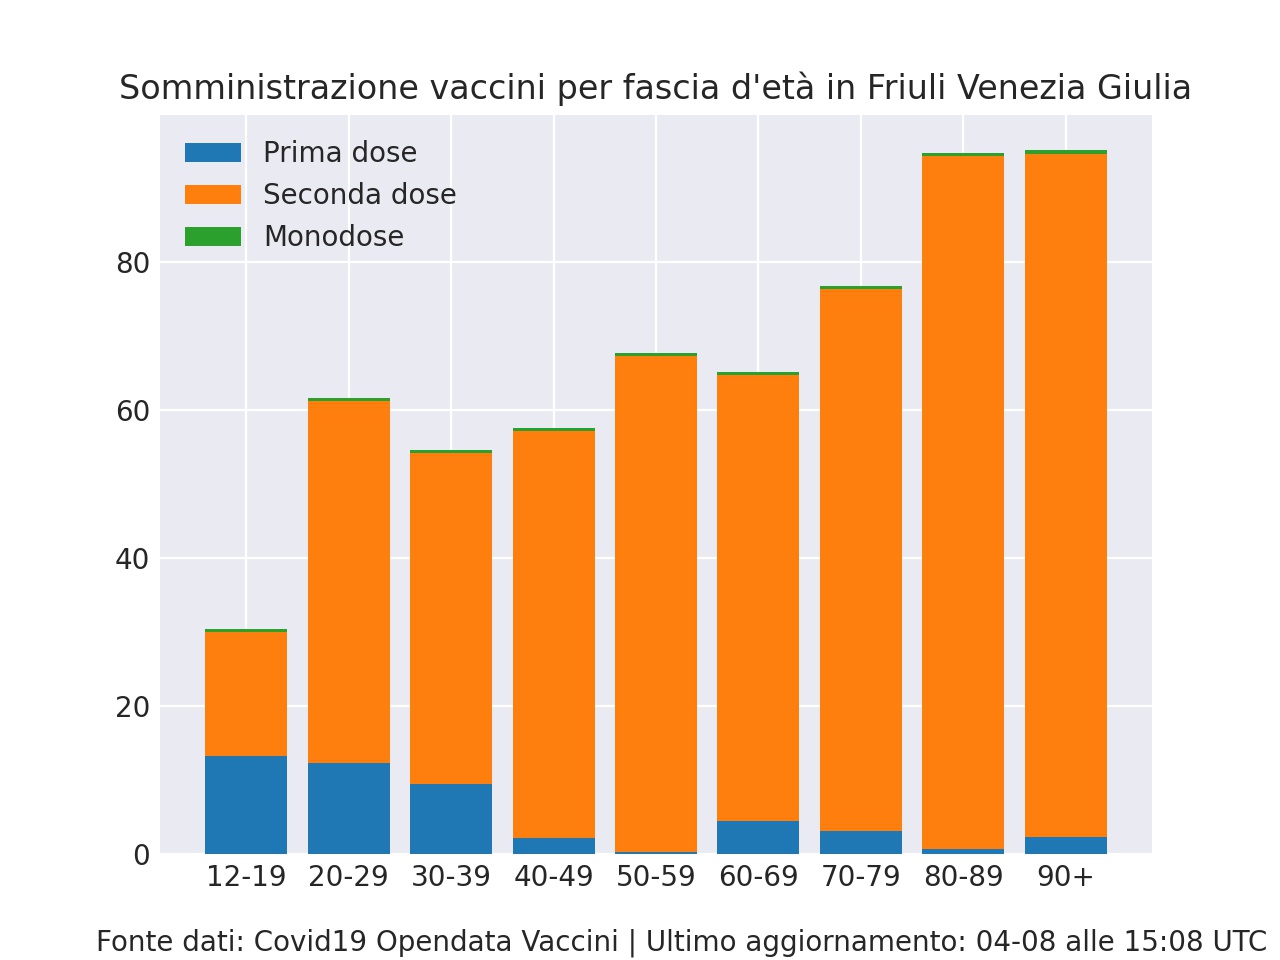 Somministrazione vaccini per fascia d'età in Friuli Venezia Giulia
Prima dose
Seconda dose
Monodose
80
60
40
20
0
12-19 20-29 30-39 40-49 50-59 60-69 70-79 80-89 90+
Fonte dati: Covid19 Opendata Vaccini | Ultimo aggiornamento: 04-08 alle 15:08 UTC